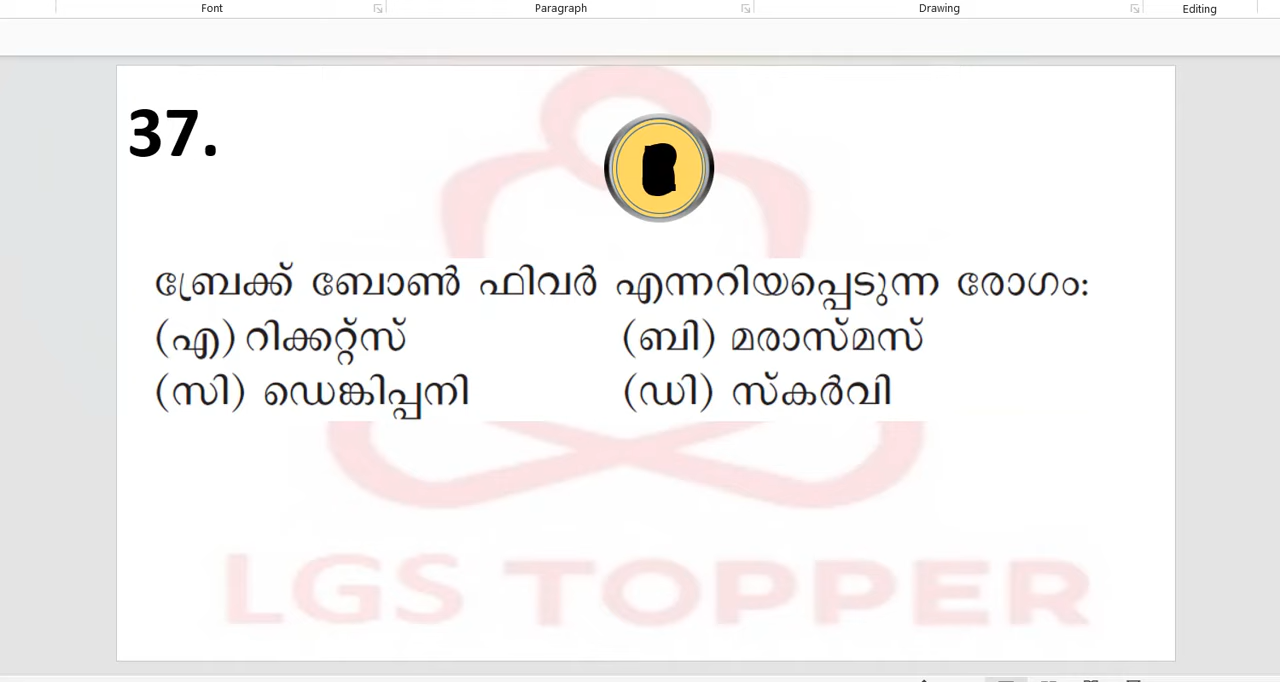 Font Paragraph Drawing Editing
37.
ബ്രേക്ക് ബോൺ ഫിവർ എന്നറിയപ്പെടുന്ന രോഗം:
(എ) റിക്കറ്റ്സ് (ബി) മരാസ്മസ്
(സി) ഡെങ്കിപ്പനി (ഡി) സ്കർവി
LGS TOPPER